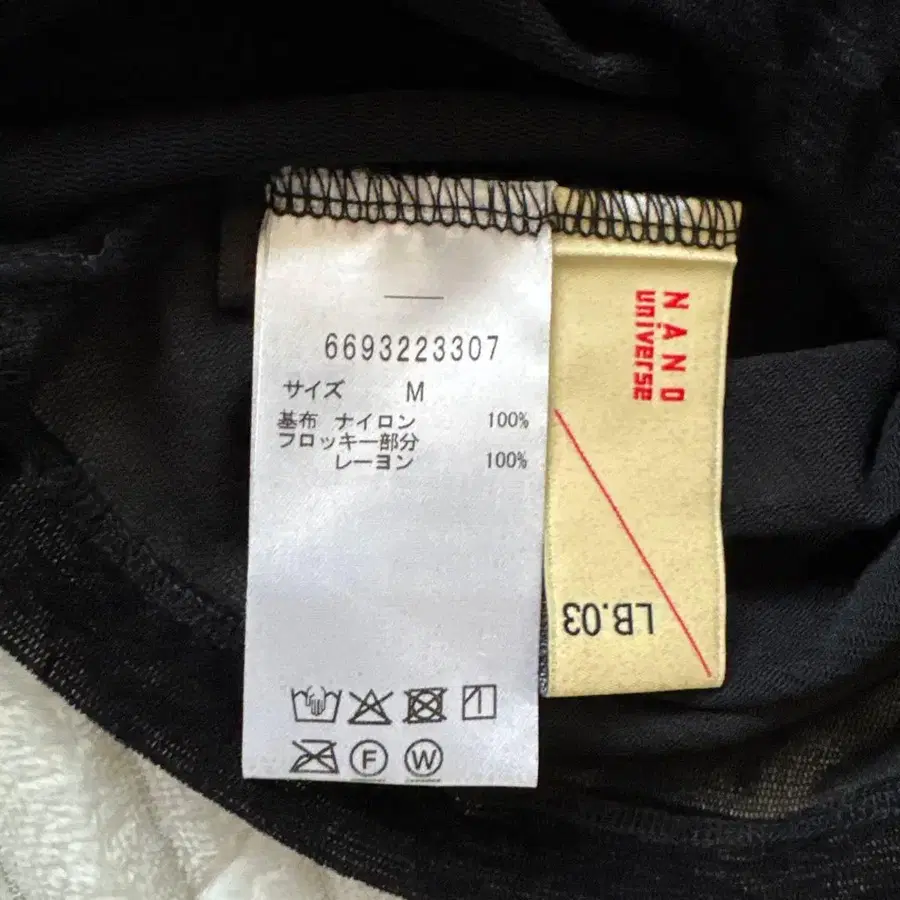 6693223307
サイズ M
基布 ナイロン 100%
フロッキー部分
レーヨン 100%
F W
NÄND
universe
LB.03